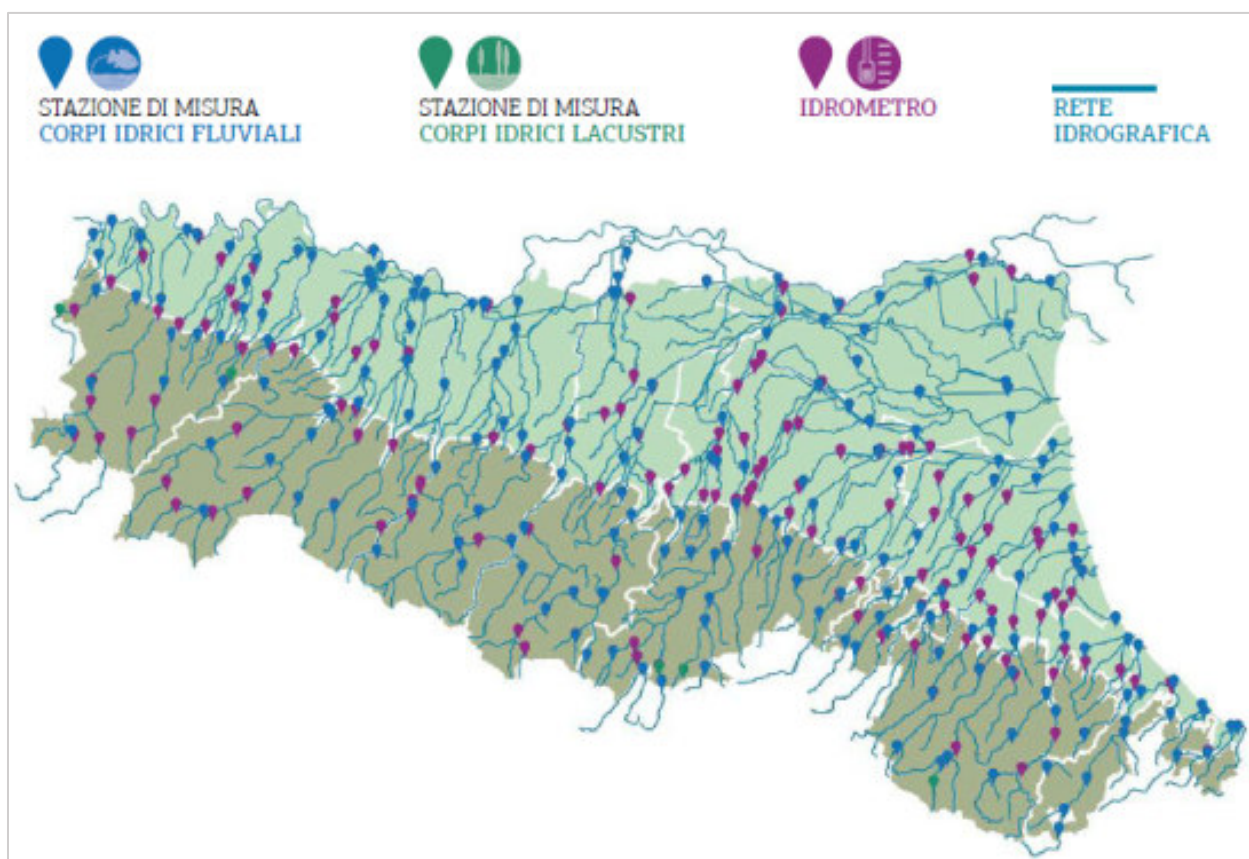 STAZIONE DI MISURA
CORPI IDRICI FLUVIALI
STAZIONE DI MISURA
CORPI IDRICI LACUSTRI
IDROMETRO
RETE
IDROGRAFICA